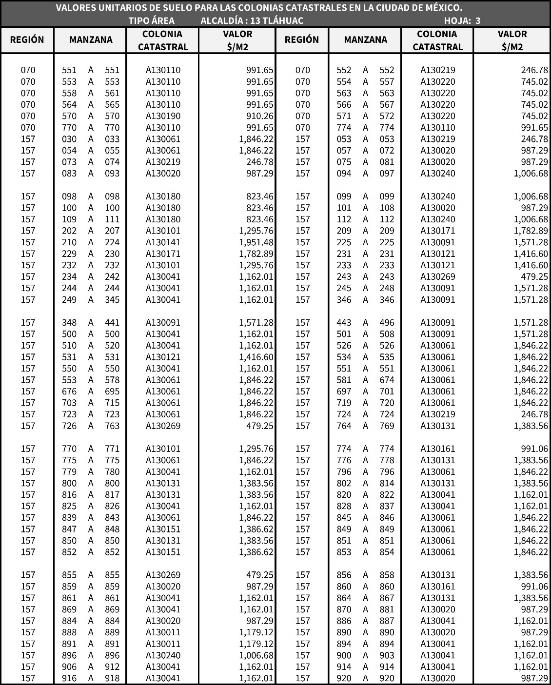 VALORES UNITARIOS DE SUELO PARA LAS COLONIAS CATASTRALES EN LA CIUDAD DE MÉXICO.
TIPO ÁREA ALCALDÍA : 13 TLÁHUAC HOJA: 3
REGIÓN MANZANA COLONIA CATASTRAL VALOR $/M2 REGIÓN MANZANA COLONIA CATASTRAL VALOR $/M2
070 551 A 551 A130110 991.65 070 552 A 552 A130219 246.78
070 553 A 553 A130110 991.65 070 554 A 557 A130220 745.02
070 558 A 561 A130110 991.65 070 563 A 563 A130220 745.02
070 564 A 565 A130110 991.65 070 566 A 567 A130220 745.02
070 570 A 570 A130190 910.26 070 571 A 572 A130220 745.02
070 770 A 770 A130110 991.65 070 774 A 774 A130110 991.65
157 030 A 033 A130061 1,846.22 157 053 A 053 A130219 246.78
157 054 A 055 A130061 1,846.22 157 057 A 072 A130020 987.29
157 073 A 074 A130219 246.78 157 075 A 081 A130020 987.29
157 083 A 093 A130020 987.29 157 094 A 097 A130240 1,006.68
157 098 A 098 A130180 823.46 157 099 A 099 A130240 1,006.68
157 100 A 100 A130180 823.46 157 101 A 108 A130020 987.29
157 109 A 111 A130180 823.46 157 112 A 112 A130240 1,006.68
157 202 A 207 A130101 1,295.76 157 209 A 209 A130171 1,782.89
157 210 A 224 A130141 1,951.48 157 225 A 225 A130091 1,571.28
157 229 A 230 A130171 1,782.89 157 231 A 231 A130121 1,416.60
157 232 A 232 A130101 1,295.76 157 233 A 233 A130121 1,416.60
157 234 A 242 A130041 1,162.01 157 243 A 243 A130269 479.25
157 244 A 244 A130041 1,162.01 157 245 A 248 A130091 1,571.28
157 249 A 345 A130041 1,162.01 157 346 A 346 A130091 1,571.28
157 348 A 441 A130091 1,571.28 157 443 A 496 A130091 1,571.28
157 500 A 500 A130041 1,162.01 157 501 A 508 A130091 1,571.28
157 510 A 520 A130041 1,162.01 157 526 A 526 A130061 1,846.22
157 531 A 531 A130121 1,416.60 157 534 A 535 A130061 1,846.22
157 550 A 550 A130041 1,162.01 157 551 A 551 A130061 1,846.22
157 553 A 578 A130061 1,846.22 157 581 A 674 A130061 1,846.22
157 676 A 695 A130061 1,846.22 157 697 A 701 A130061 1,846.22
157 703 A 715 A130061 1,846.22 157 719 A 720 A130061 1,846.22
157 723 A 723 A130061 1,846.22 157 724 A 724 A130219 246.78
157 726 A 763 A130269 479.25 157 764 A 769 A130131 1,383.56
157 770 A 771 A130101 1,295.76 157 774 A 774 A130161 991.06
157 775 A 775 A130061 1,846.22 157 776 A 778 A130131 1,383.56
157 779 A 780 A130041 1,162.01 157 796 A 796 A130061 1,846.22
157 800 A 800 A130131 1,383.56 157 802 A 814 A130131 1,383.56
157 816 A 817 A130131 1,383.56 157 820 A 822 A130041 1,162.01
157 825 A 826 A130041 1,162.01 157 828 A 837 A130041 1,162.01
157 839 A 843 A130061 1,846.22 157 845 A 846 A130061 1,846.22
157 847 A 848 A130151 1,386.62 157 849 A 849 A130061 1,846.22
157 850 A 850 A130131 1,383.56 157 851 A 851 A130061 1,846.22
157 852 A 852 A130151 1,386.62 157 853 A 854 A130061 1,846.22
157 855 A 855 A130269 479.25 157 856 A 858 A130131 1,383.56
157 859 A 859 A130020 987.29 157 860 A 860 A130161 991.06
157 861 A 861 A130041 1,162.01 157 864 A 867 A130131 1,383.56
157 869 A 869 A130041 1,162.01 157 870 A 881 A130020 987.29
157 884 A 884 A130020 987.29 157 886 A 887 A130041 1,162.01
157 888 A 889 A130011 1,179.12 157 890 A 890 A130020 987.29
157 891 A 891 A130011 1,179.12 157 894 A 894 A130041 1,162.01
157 896 A 896 A130240 1,006.68 157 900 A 903 A130041 1,162.01
157 906 A 912 A130041 1,162.01 157 914 A 914 A130041 1,162.01
157 916 A 918 A130041 1,162.01 157 920 A 920 A130020 987.29